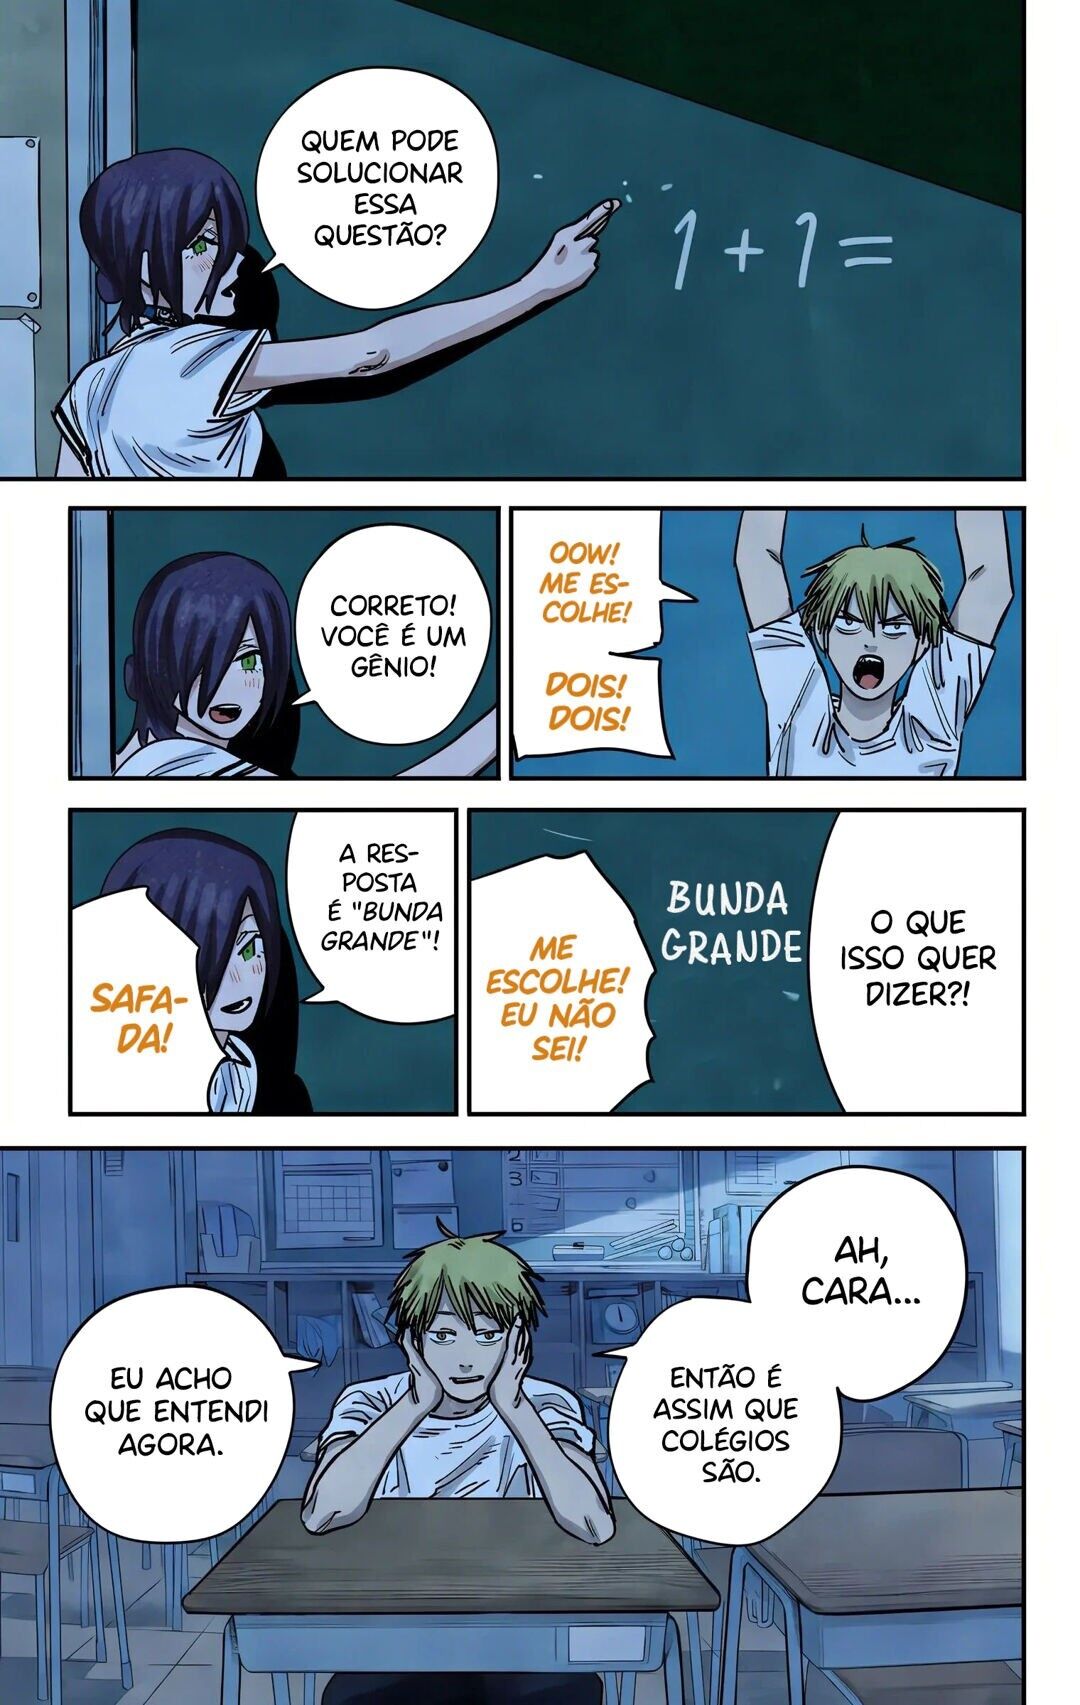 QUEM PODE
SOLUCIONAR
ESSA
QUESTÃO?
1 + 1 =
OOW!
ME ES-
COLHE!
DOIS!
DOIS!
CORRETO!
VOCÊ É UM
GÊNIO!
O QUE
ISSO QUER
DIZER?!
BUNDA
GRANDE
ME
ESCOLHE!
EU NÃO
SEI!
A RES-
POSTA
É "BUNDA
GRANDE"!
SAFA-
DA!
2
3
AH,
CARA...
ENTÃO É
ASSIM QUE
COLÉGIOS
SÃO.
EU ACHO
QUE ENTENDI
AGORA.